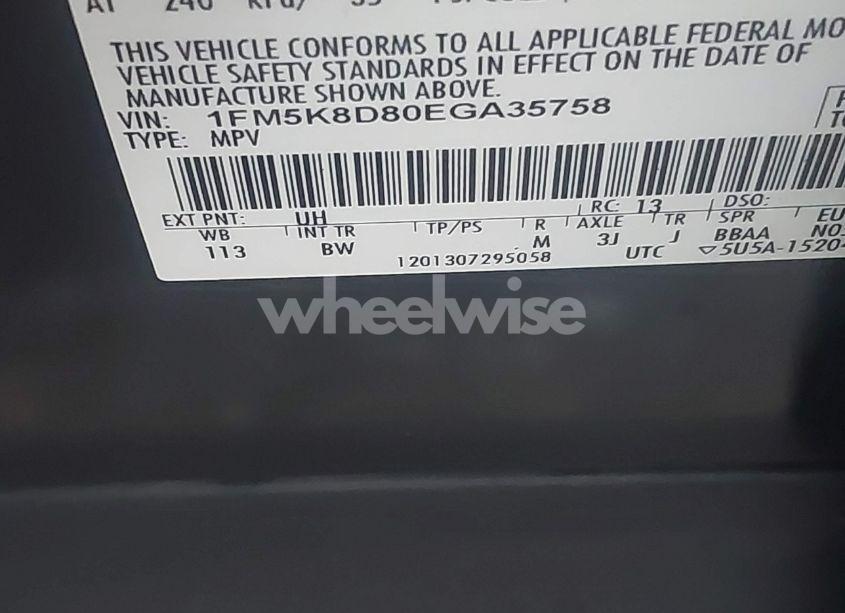 THIS VEHICLE CONFORMS TO ALL APPLICABLE FEDERAL MO
VEHICLE SAFETY STANDARDS IN EFFECT ON THE DATE OF
MANUFACTURE SHOWN ABOVE.
VIN: 1FM5K8D80EGA35758
TYPE: MPV
EXT PNT: UH RC: 13 DSO:
WB INT TR TP/PS R AXLE TR SPR EU
113 BW M 3J J BBAA NO
1201307295058 UTC ▽5U5A-1520
wheelwise